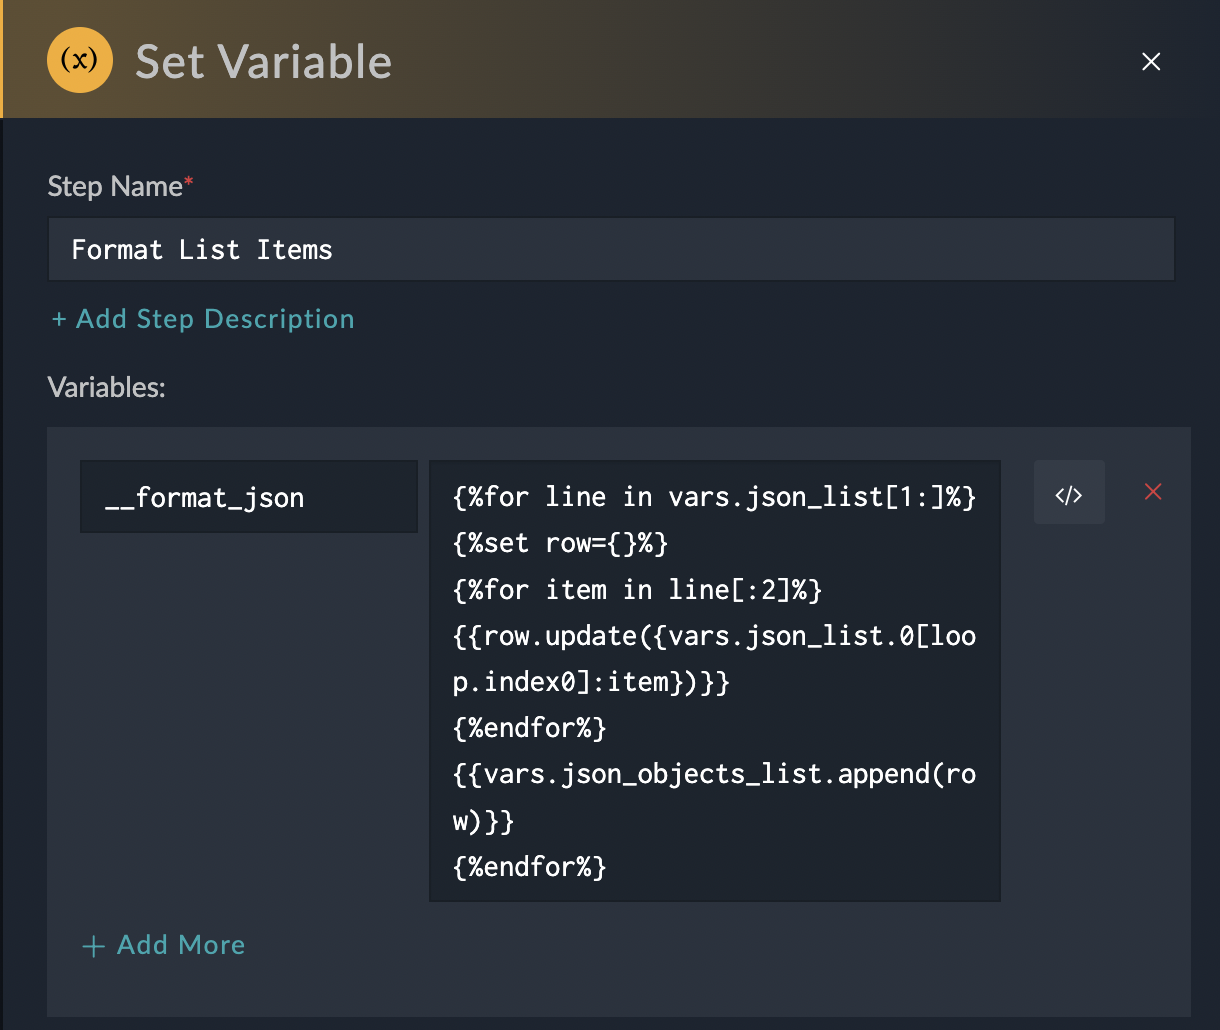 (x) Set Variable
Step Name*
Format List Items
+ Add Step Description
Variables:
__format_json
{%for line in vars.json_list[1:]%}
{%set row={}%}
{%for item in line[:2]%}
{{row.update({vars.json_list.0[loo
p.index0]:item})}}
{%endfor%}
{{vars.json_objects_list.append(ro
w)}}
{%endfor%}
</>
+ Add More